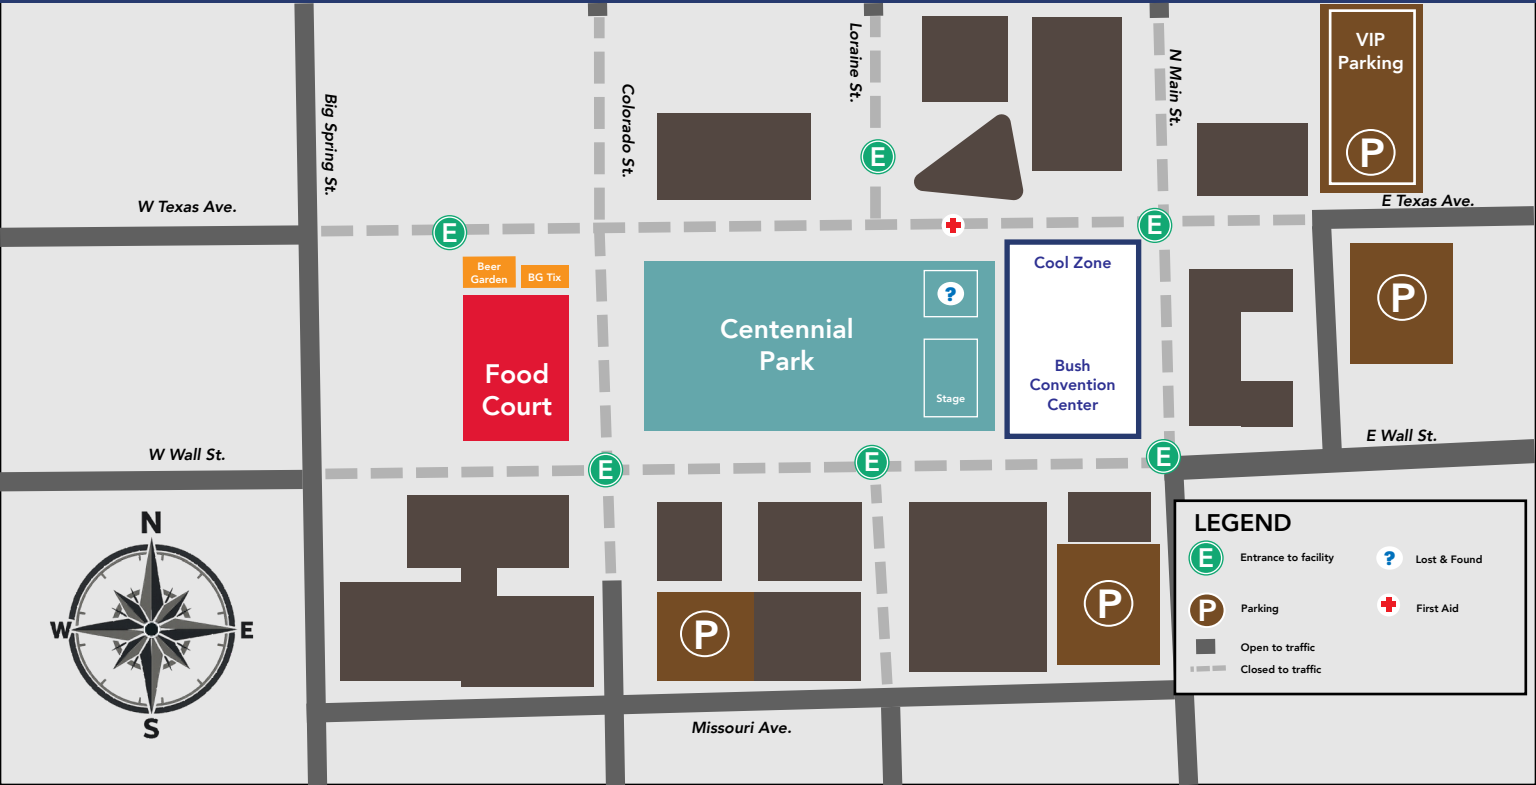 VIP
Parking
P
Loraine St.
N Main St.
Big Spring St.
Colorado St.
E
W Texas Ave.
E Texas Ave.
E
E
Beer
Garden
BG Tix
Cool Zone
?
P
Centennial
Park
Food
Court
Stage
Bush
Convention
Center
W Wall St.
E Wall St.
E
E
E
N
W
E
S
P
P
LEGEND
E
Entrance to facility
?
Lost & Found
P
Parking
First Aid
Open to traffic
Closed to traffic
Missouri Ave.